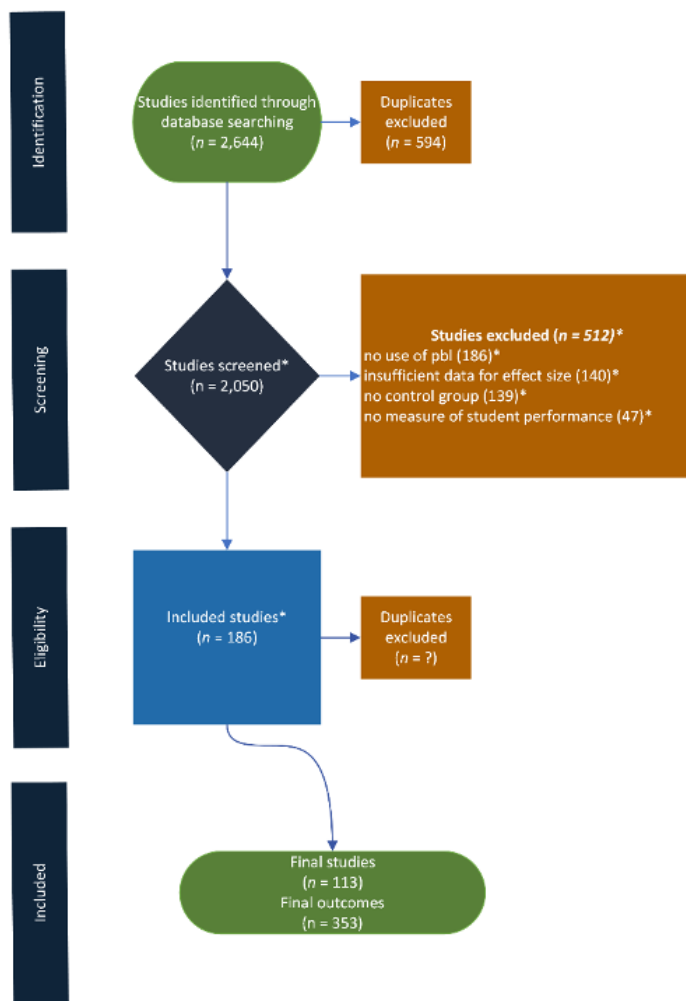 Identification
Studies identified through
database searching
(n = 2,644)
Duplicates
excluded
(n = 594)
Screening
Studies screened*
(n = 2,050)
Studies excluded (n = 512)*
no use of pbl (186)*
insufficient data for effect size (140)*
no control group (139)*
no measure of student performance (47)*
Eligibility
Included studies*
(n = 186)
Duplicates
excluded
(n = ?)
Included
Final studies
(n = 113)
Final outcomes
(n = 353)